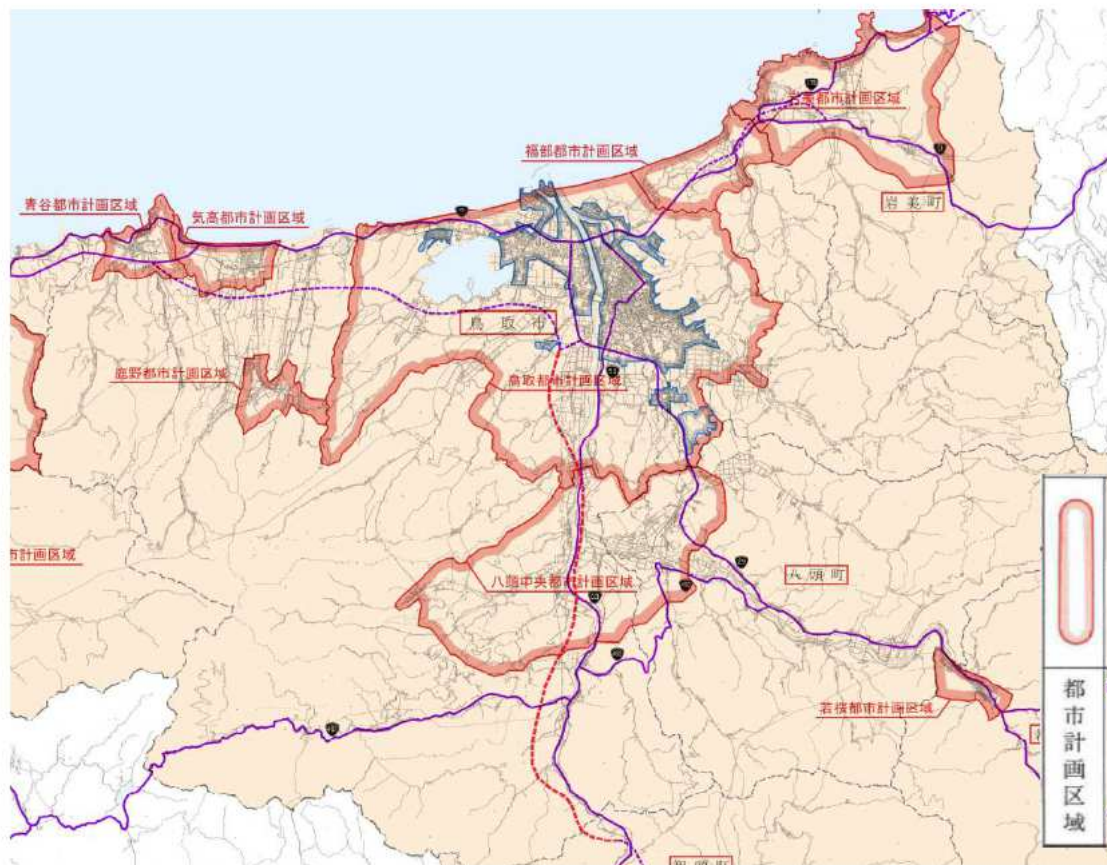 岩美都市計画区域
福部都市計画区域
青谷都市計画区域
気高都市計画区域
岩美町
鳥取市
鹿野都市計画区域
鳥取都市計画区域
市計画区域
八頭中央都市計画区域
八頭町
若桜都市計画区域
都市計画区域